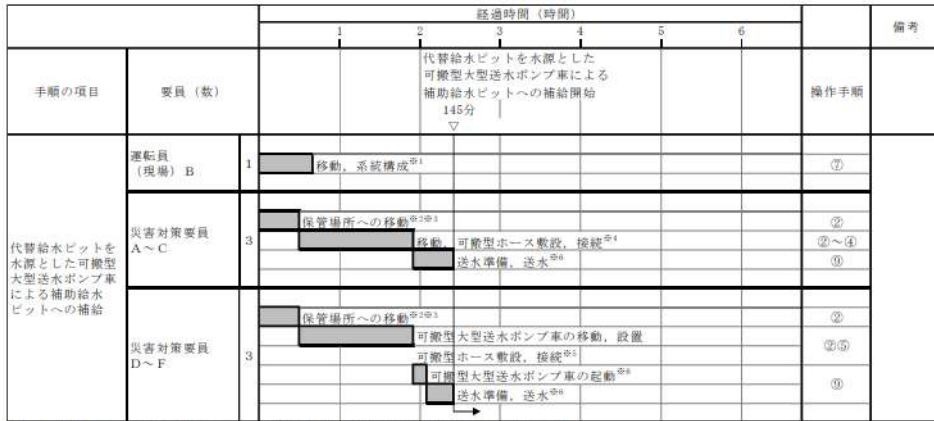 経過時間（時間）
備考
1 2 3 4 5 6
手順の項目
要員（数）
代替給水ピットを水源とした
可搬型大型送水ポンプ車による
補助給水ピットへの補給開始
145分
▽
操作手順
代替給水ピットを
水源とした可搬型
大型送水ポンプ車
による補助給水
ピットへの補給
運転員
（現場）B
1
移動，系統構成※1
⑦
災害対策要員
A～C
3
保管場所への移動※2※3
②
移動，可搬型ホース敷設，接続※4
②～④
送水準備，送水※6
⑨
災害対策要員
D～F
3
保管場所への移動※2※3
②
可搬型大型送水ポンプ車の移動，設置
②⑤
可搬型ホース敷設，接続※5
可搬型大型送水ポンプ車の起動※6
⑨
送水準備，送水※6